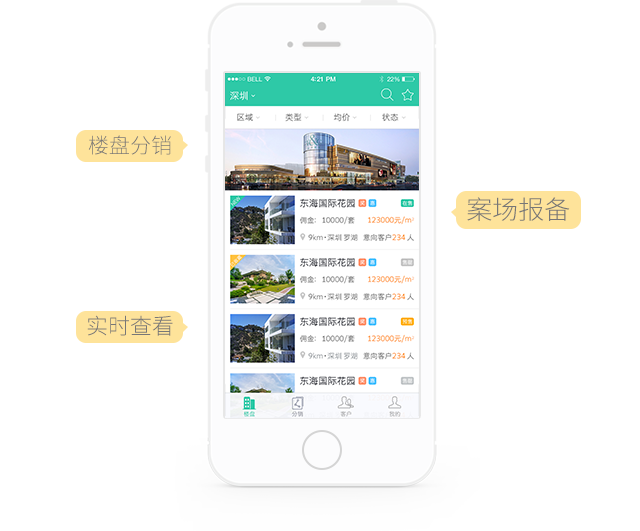 BELL 4:21 PM 22%
深圳
区域 类型 均价 状态
楼盘分销
东海国际花园 在售
佣金: 10000/套 123000元/m²
9km·深圳 罗湖 意向客户234 人
案场报备
东海国际花园
佣金: 10000/套 123000元/m²
9km·深圳 罗湖 意向客户234 人
实时查看
东海国际花园
佣金: 10000/套 123000元/m²
9km·深圳 罗湖 意向客户234 人
东海国际花园
楼盘 分销 客户 我的